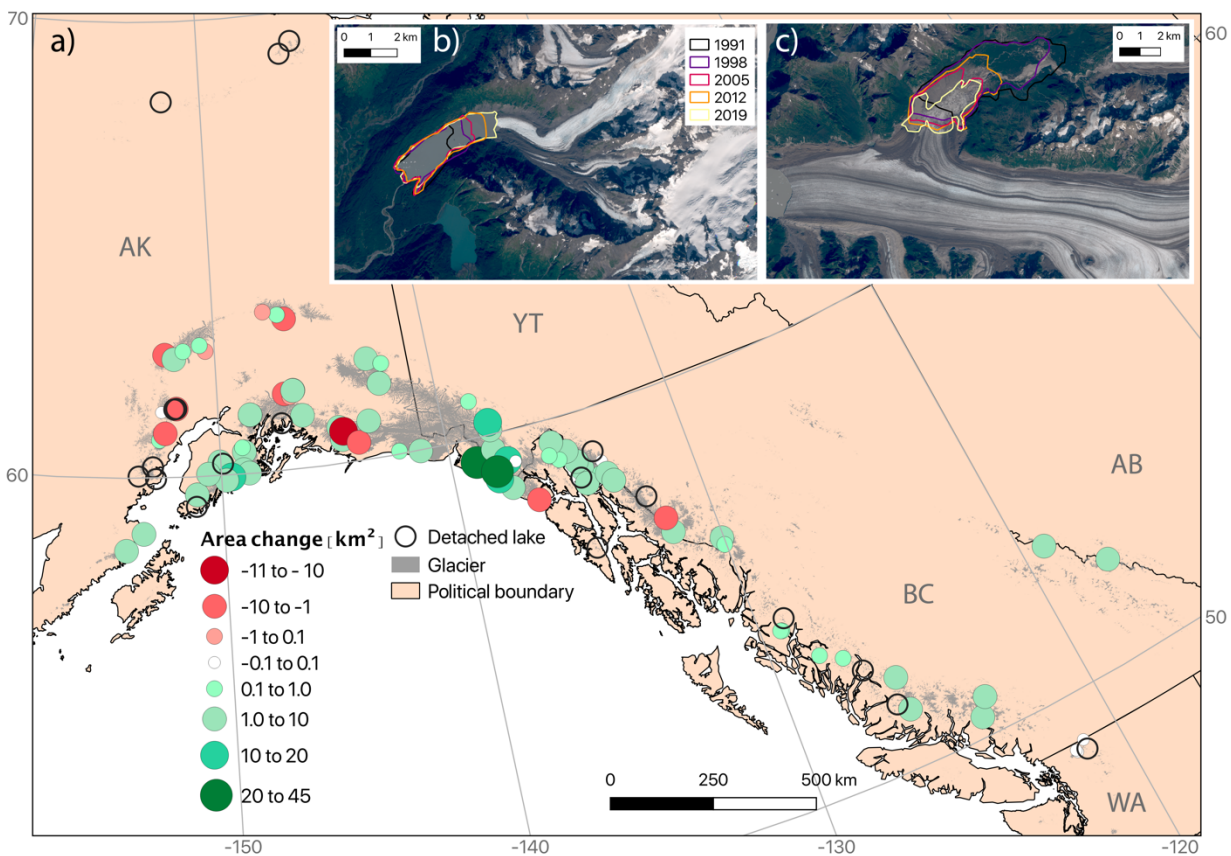 70
a)
0 1 2 km
b)
1991
1998
2005
2012
2019
c)
0 1 2 km
60
AK
YT
AB
60
BC
50
WA
Area change [km²]
-11 to - 10
-10 to -1
-1 to 0.1
-0.1 to 0.1
0.1 to 1.0
1.0 to 10
10 to 20
20 to 45
Detached lake
Glacier
Political boundary
0 250 500 km
-150
-140
-130
-120